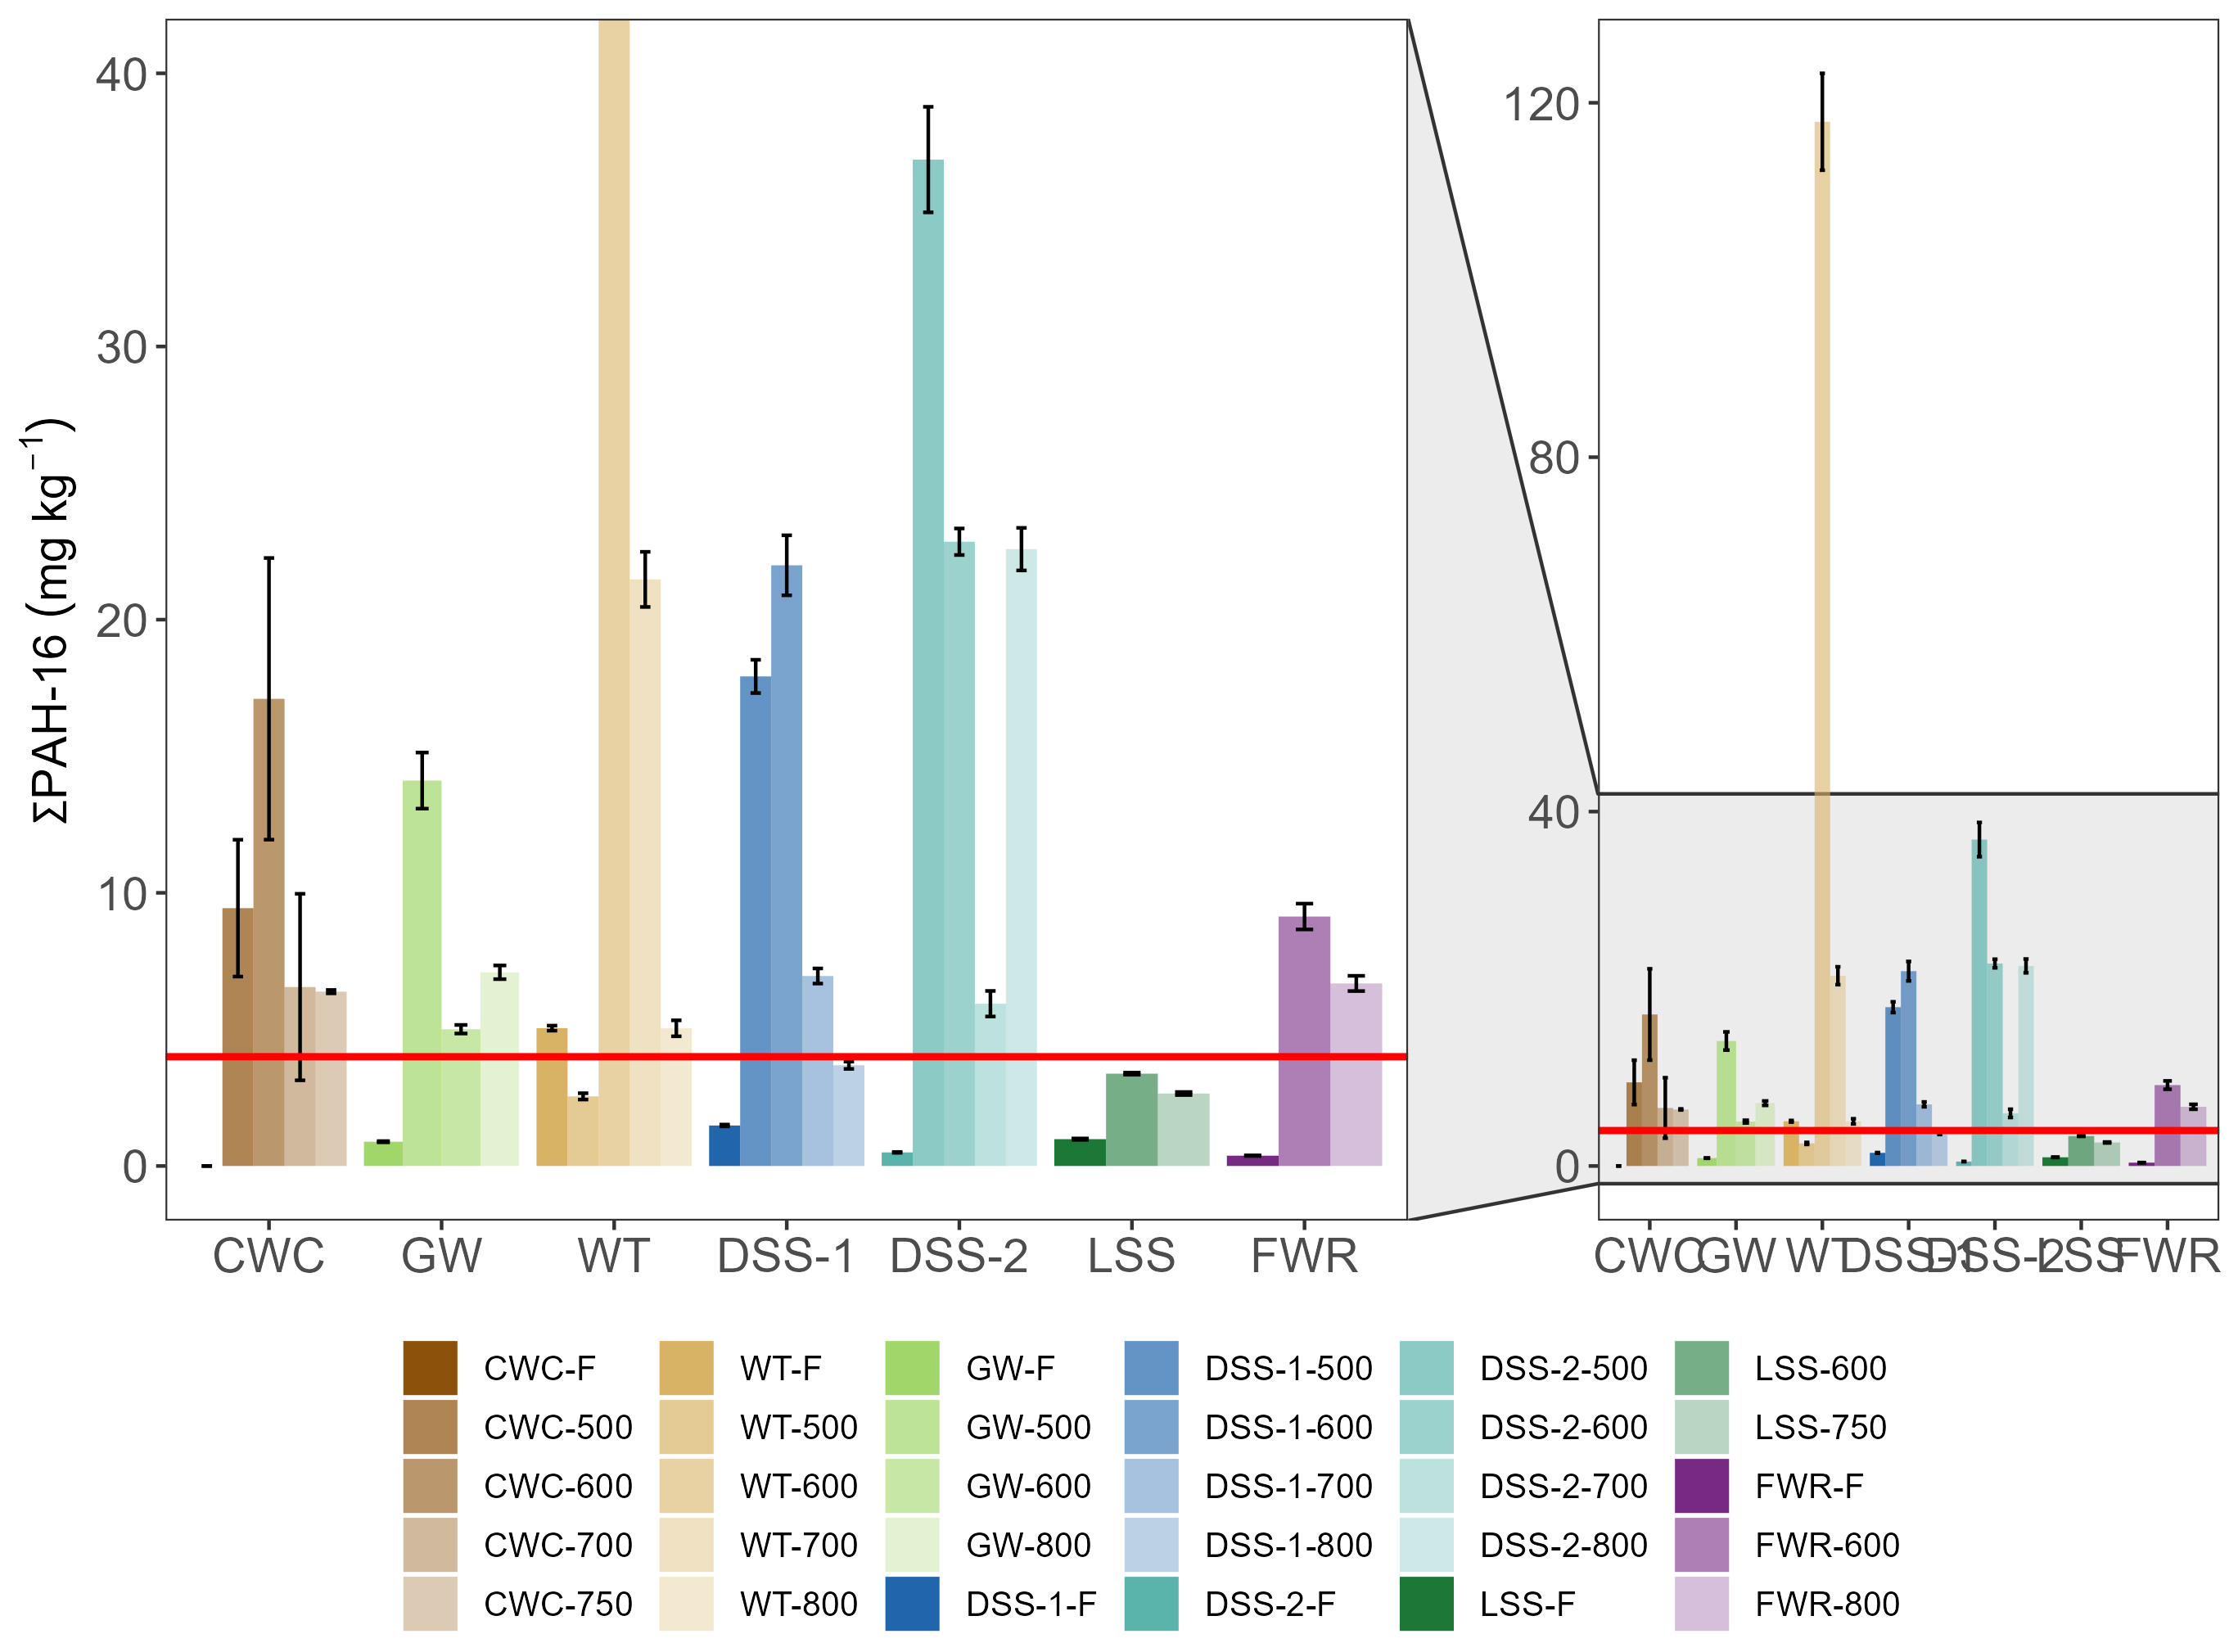 ΣPAH-16 (mg kg⁻¹)
40
30
20
10
0
CWC GW WT DSS-1 DSS-2 LSS FWR
120
80
40
0
CWC GW WT DSS-1 DSS-2 LSS FWR
CWC-F WT-F GW-F DSS-1-500 DSS-2-500 LSS-600
CWC-500 WT-500 GW-500 DSS-1-600 DSS-2-600 LSS-750
CWC-600 WT-600 GW-600 DSS-1-700 DSS-2-700 FWR-F
CWC-700 WT-700 GW-800 DSS-1-800 DSS-2-800 FWR-600
CWC-750 WT-800 DSS-1-F DSS-2-F LSS-F FWR-800